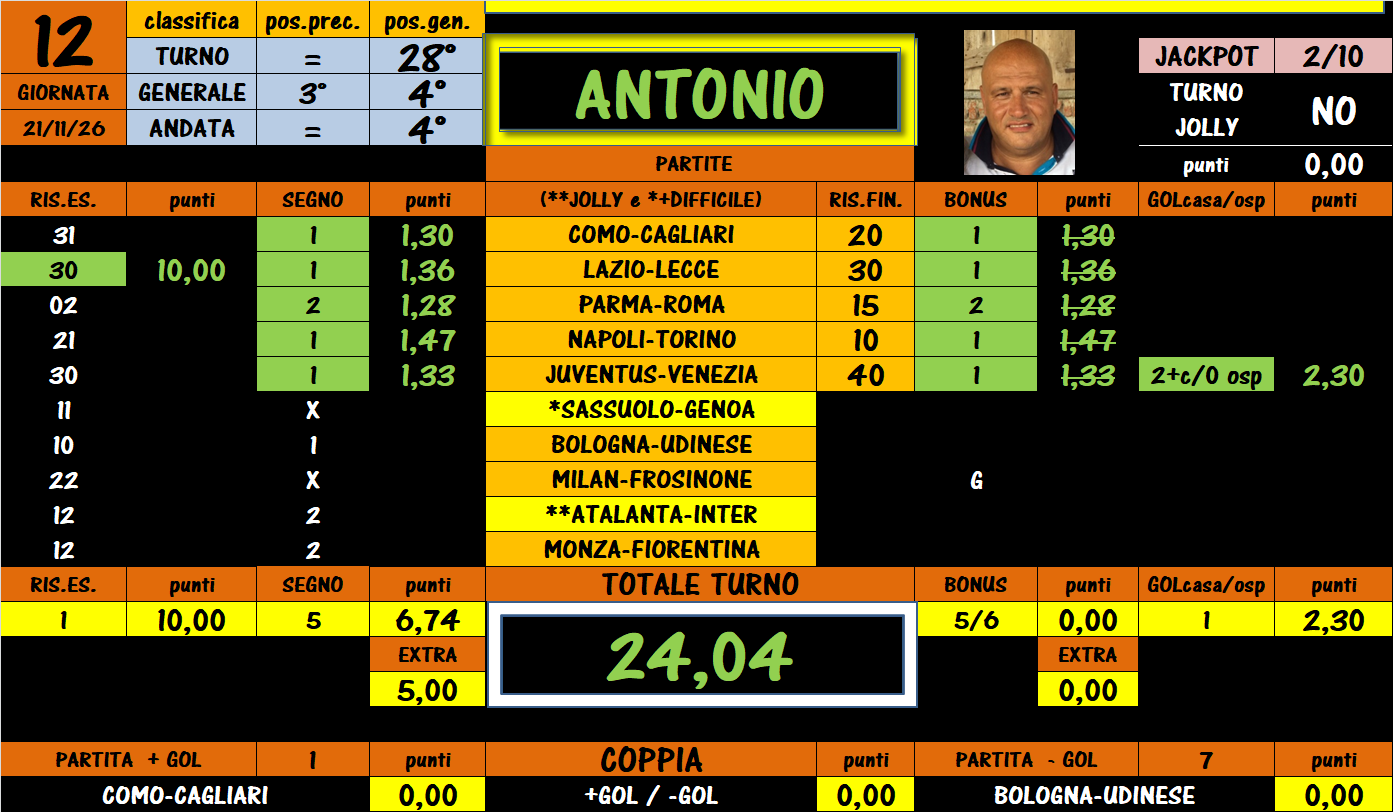 12 classifica pos.prec. pos.gen.
TURNO = 28° JACKPOT 2/10
GIORNATA GENERALE 3° 4° ANTONIO TURNO JOLLY NO
21/11/26 ANDATA = 4°
PARTITE punti 0,00
RIS.ES. punti SEGNO punti (**JOLLY e *+DIFFICILE) RIS.FIN. BONUS punti GOLcasa/osp punti
31 1 1,30 COMO-CAGLIARI 20 1 1,30
30 10,00 1 1,36 LAZIO-LECCE 30 1 1,36
02 2 1,28 PARMA-ROMA 15 2 1,28
21 1 1,47 NAPOLI-TORINO 10 1 1,47
30 1 1,33 JUVENTUS-VENEZIA 40 1 1,33 2+c/0 osp 2,30
11 X *SASSUOLO-GENOA
10 1 BOLOGNA-UDINESE
22 X MILAN-FROSINONE G
12 2 **ATALANTA-INTER
12 2 MONZA-FIORENTINA
RIS.ES. punti SEGNO punti TOTALE TURNO BONUS punti GOLcasa/osp punti
1 10,00 5 6,74 24,04 5/6 0,00 1 2,30
EXTRA EXTRA
5,00 0,00
PARTITA + GOL 1 punti COPPIA punti PARTITA - GOL 7 punti
COMO-CAGLIARI 0,00 +GOL / -GOL 0,00 BOLOGNA-UDINESE 0,00